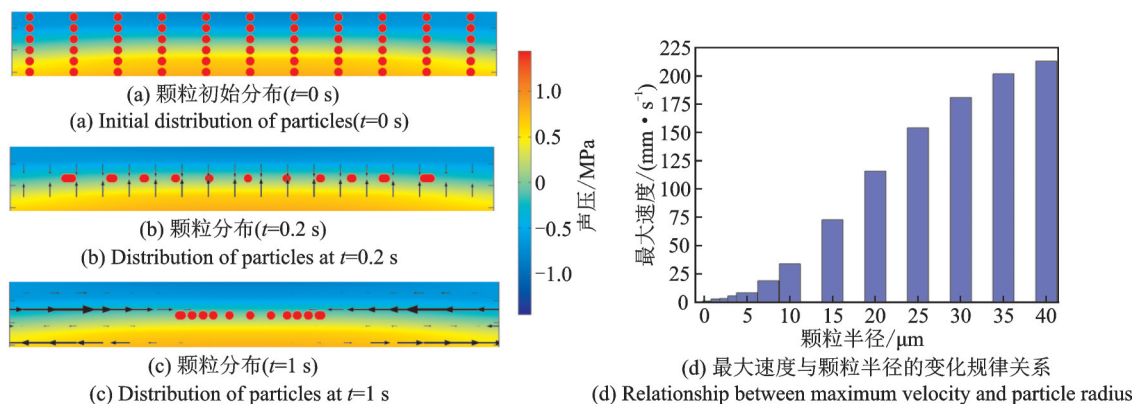 (a) 颗粒初始分布(t=0 s)
(a) Initial distribution of particles(t=0 s)
(b) 颗粒分布(t=0.2 s)
(b) Distribution of particles at t=0.2 s
(c) 颗粒分布(t=1 s)
(c) Distribution of particles at t=1 s
1.0
0.5
0
−0.5
−1.0
声压/MPa
225
200
175
150
125
100
75
50
25
0
最大速度/(mm·s⁻¹)
0 5 10 15 20 25 30 35 40
颗粒半径/μm
(d) 最大速度与颗粒半径的变化规律关系
(d) Relationship between maximum velocity and particle radius